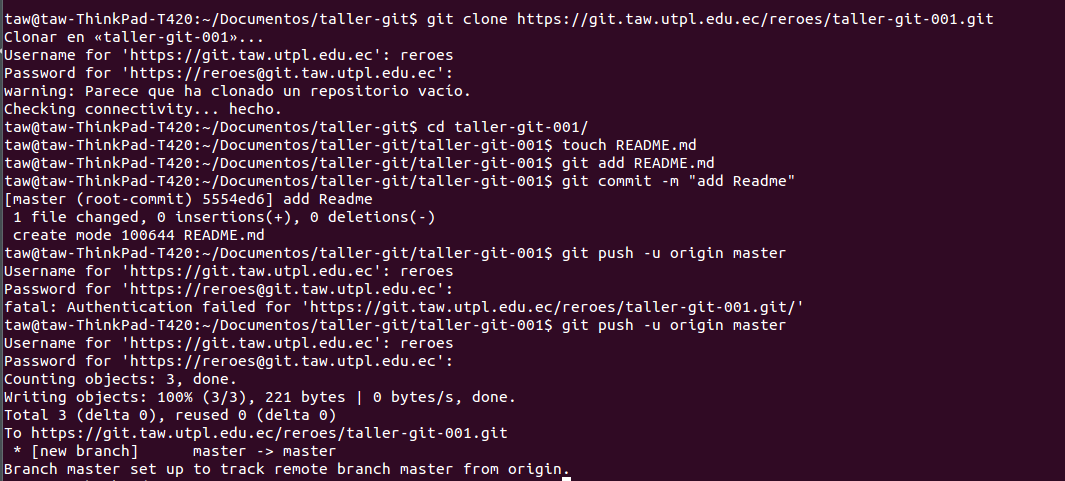 taw@taw-ThinkPad-T420:~/Documentos/taller-git$ git clone https://git.taw.utpl.edu.ec/reroes/taller-git-001.git
Clonar en «taller-git-001»...
Username for 'https://git.taw.utpl.edu.ec': reroes
Password for 'https://reroes@git.taw.utpl.edu.ec':
warning: Parece que ha clonado un repositorio vacío.
Checking connectivity... hecho.
taw@taw-ThinkPad-T420:~/Documentos/taller-git$ cd taller-git-001/
taw@taw-ThinkPad-T420:~/Documentos/taller-git/taller-git-001$ touch README.md
taw@taw-ThinkPad-T420:~/Documentos/taller-git/taller-git-001$ git add README.md
taw@taw-ThinkPad-T420:~/Documentos/taller-git/taller-git-001$ git commit -m "add Readme"
[master (root-commit) 5554ed6] add Readme
 1 file changed, 0 insertions(+), 0 deletions(-)
 create mode 100644 README.md
taw@taw-ThinkPad-T420:~/Documentos/taller-git/taller-git-001$ git push -u origin master
Username for 'https://git.taw.utpl.edu.ec': reroes
Password for 'https://reroes@git.taw.utpl.edu.ec':
fatal: Authentication failed for 'https://git.taw.utpl.edu.ec/reroes/taller-git-001.git/'
taw@taw-ThinkPad-T420:~/Documentos/taller-git/taller-git-001$ git push -u origin master
Username for 'https://git.taw.utpl.edu.ec': reroes
Password for 'https://reroes@git.taw.utpl.edu.ec':
Counting objects: 3, done.
Writing objects: 100% (3/3), 221 bytes | 0 bytes/s, done.
Total 3 (delta 0), reused 0 (delta 0)
To https://git.taw.utpl.edu.ec/reroes/taller-git-001.git
 * [new branch]      master -> master
Branch master set up to track remote branch master from origin.